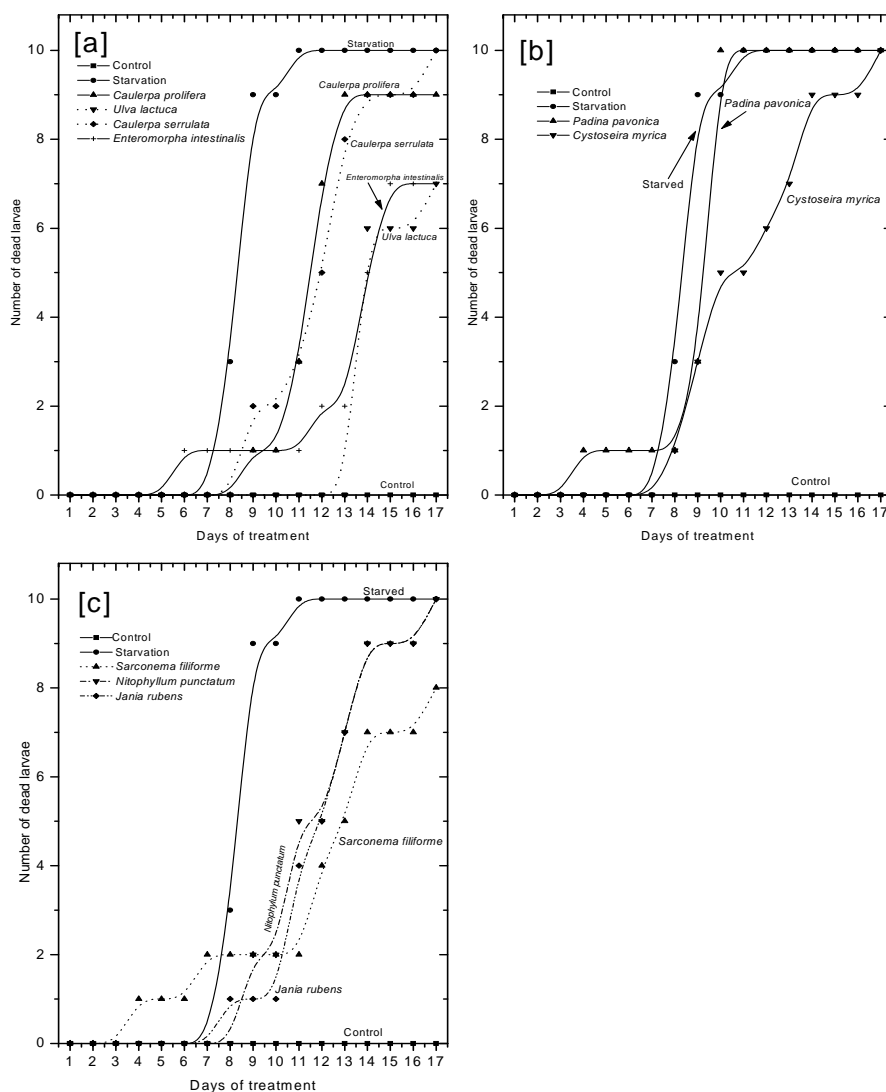 [a]
Control
Starvation
Caulerpa prolifera
Ulva lactuca
Caulerpa serrulata
Enteromorpha intestinalis
Starvation
Caulerpa prolifera
Caulerpa serrulata
Enteromorpha intestinalis
Ulva lactuca
Control
Number of dead larvae
10
8
6
4
2
0
1 2 3 4 5 6 7 8 9 10 11 12 13 14 15 16 17
Days of treatment
[b]
Control
Starvation
Padina pavonica
Cystoseira myrica
Padina pavonica
Starved
Cystoseira myrica
Control
Number of dead larvae
10
8
6
4
2
0
1 2 3 4 5 6 7 8 9 10 11 12 13 14 15 16 17
Days of treatment
[c]
Control
Starvation
Sarconema filiforme
Nitophyllum punctatum
Jania rubens
Starved
Nitophylum punctatum
Sarconema filiforme
Jania rubens
Control
Number of dead larvae
10
8
6
4
2
0
1 2 3 4 5 6 7 8 9 10 11 12 13 14 15 16 17
Days of treatment